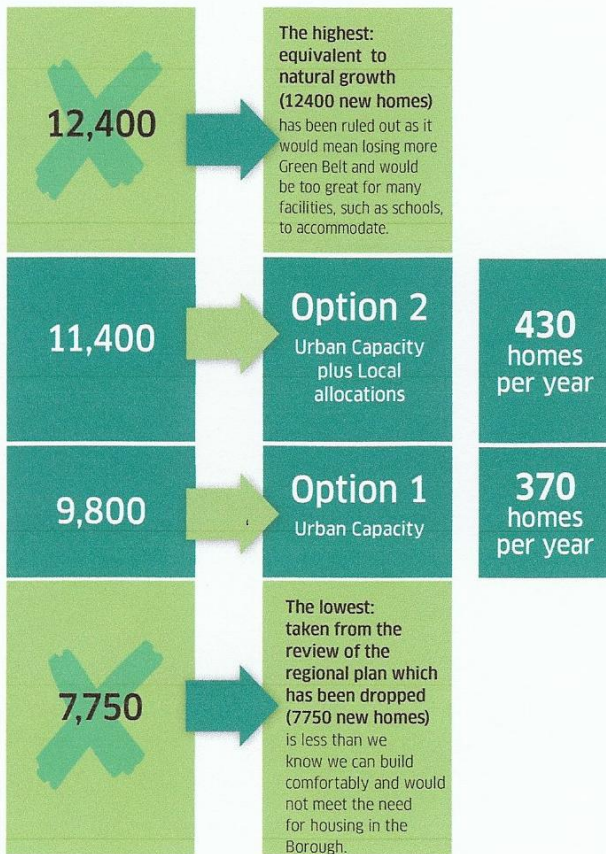 12,400
The highest:
equivalent to
natural growth
(12400 new homes)
has been ruled out as it
would mean losing more
Green Belt and would
be too great for many
facilities, such as schools,
to accommodate.
11,400
Option 2
Urban Capacity
plus Local
allocations
430
homes
per year
9,800
Option 1
Urban Capacity
370
homes
per year
7,750
The lowest:
taken from the
review of the
regional plan which
has been dropped
(7750 new homes)
is less than we
know we can build
comfortably and would
not meet the need
for housing in the
Borough.